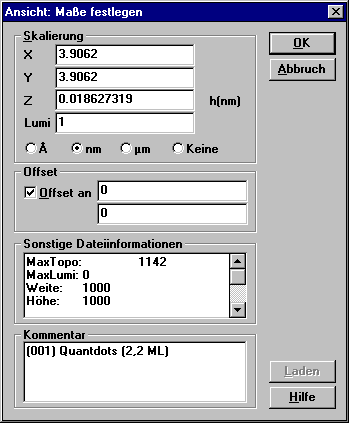 Ansicht: Maße festlegen
Skalierung
X 3.9062
Y 3.9062
Z 0.018627319 h(nm)
Lumi 1
Å nm µm Keine
OK
Abbruch
Offset
Offset an 0
0
Sonstige Dateiinformationen
MaxTopo: 1142
MaxLumi: 0
Weite: 1000
Höhe: 1000
Kommentar
(001) Quantdots (2,2 ML)
Laden
Hilfe